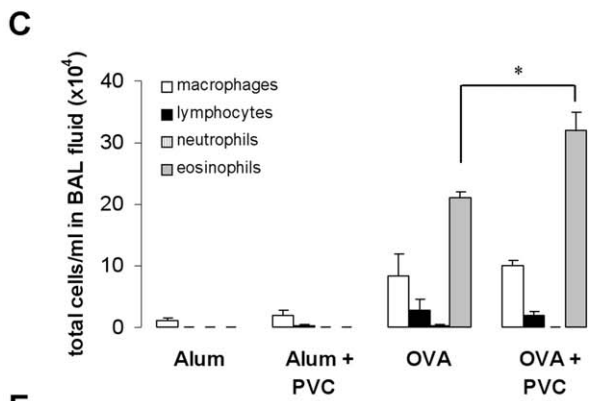 C
total cells/ml in BAL fluid (x10⁴)
40
30
20
10
0
macrophages
lymphocytes
neutrophils
eosinophils
*
Alum
Alum +
PVC
OVA
OVA +
PVC